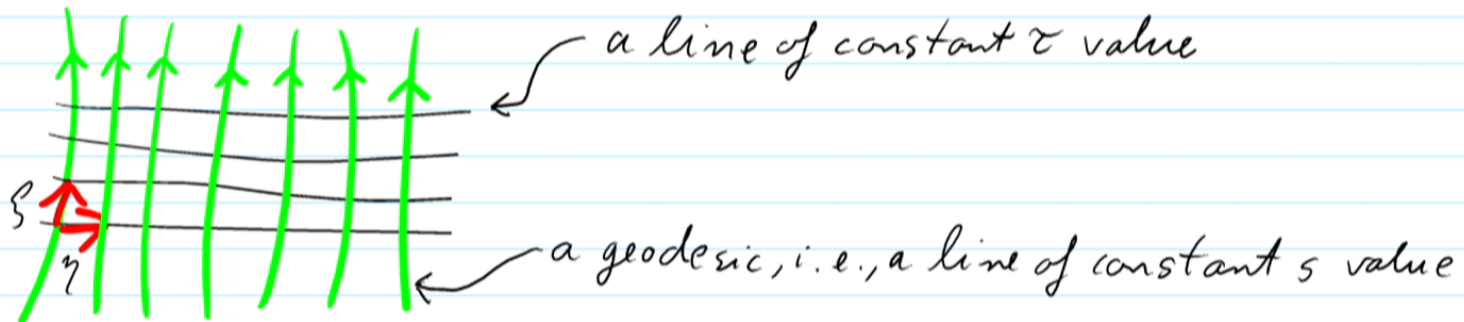 a line of constant τ value
ξ
η
a geodesic, i.e., a line of constant s value